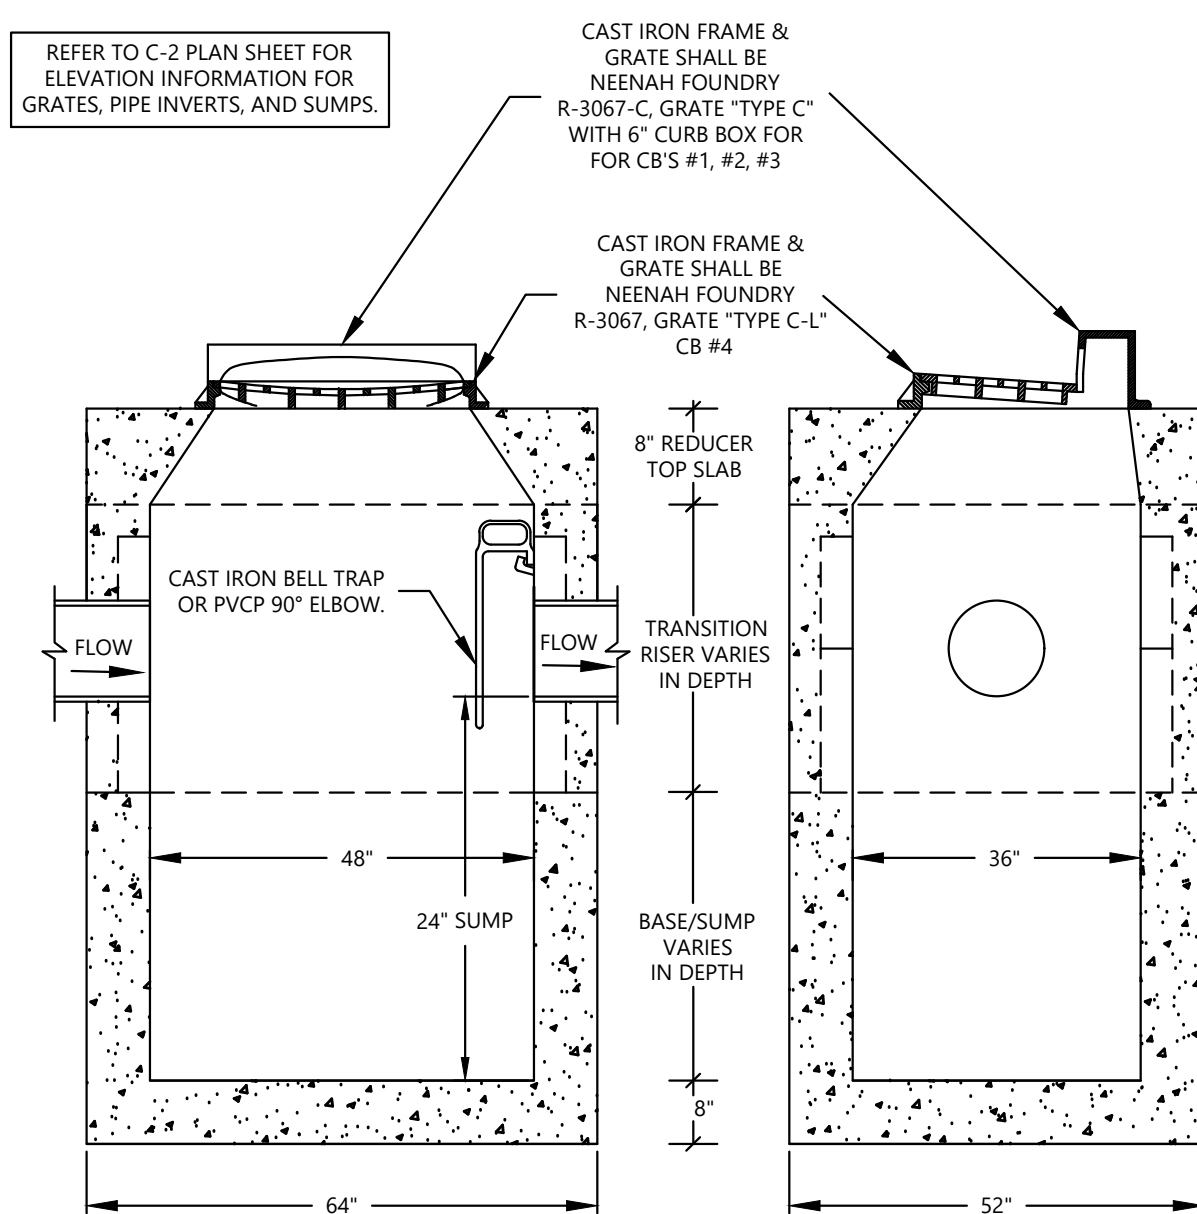 REFER TO C-2 PLAN SHEET FOR
ELEVATION INFORMATION FOR
GRATES, PIPE INVERTS, AND SUMPS.
CAST IRON FRAME &
GRATE SHALL BE
NEENAH FOUNDRY
R-3067-C, GRATE "TYPE C"
WITH 6" CURB BOX FOR
FOR CB'S #1, #2, #3
CAST IRON FRAME &
GRATE SHALL BE
NEENAH FOUNDRY
R-3067, GRATE "TYPE C-L"
CB #4
8" REDUCER
TOP SLAB
CAST IRON BELL TRAP
OR PVCP 90° ELBOW.
FLOW
FLOW
TRANSITION
RISER VARIES
IN DEPTH
48"
36"
24" SUMP
BASE/SUMP
VARIES
IN DEPTH
8"
64"
52"